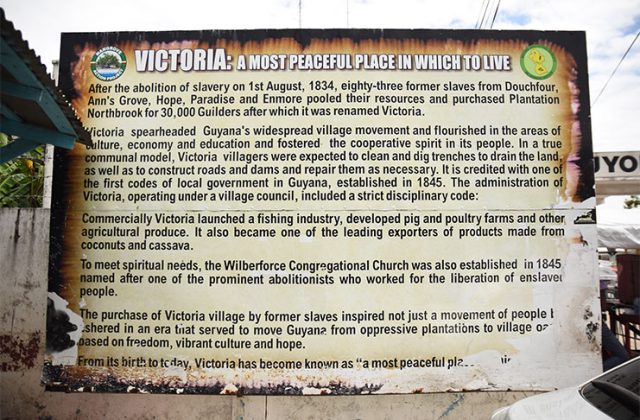 VICTORIA: A MOST PEACEFUL PLACE IN WHICH TO LIVE
After the abolition of slavery on 1st August, 1834, eighty-three former slaves from Douchfour,
Ann's Grove, Hope, Paradise and Enmore pooled their resources and purchased Plantation
Northbrook for 30,000 Guilders after which it was renamed Victoria.
Victoria spearheaded Guyana's widespread village movement and flourished in the areas of
culture, economy and education and fostered the cooperative spirit in its people. In a true
communal model, Victoria villagers were expected to clean and dig trenches to drain the land,
as well as to construct roads and dams and repair them as necessary. It is credited with one of
the first codes of local government in Guyana, established in 1845. The administration of
Victoria, operating under a village council, included a strict disciplinary code:
Commercially Victoria launched a fishing industry, developed pig and poultry farms and other
agricultural produce. It also became one of the leading exporters of products made from
coconuts and cassava.
To meet spiritual needs, the Wilberforce Congregational Church was also established in 1845
named after one of the prominent abolitionists who worked for the liberation of enslave
people.
The purchase of Victoria village by former slaves inspired not just a movement of people b
shered in an era that served to move Guyana from oppressive plantations to village
based on freedom, vibrant culture and hope.
From its birth to today, Victoria has become known as "a most peaceful pla
UYO